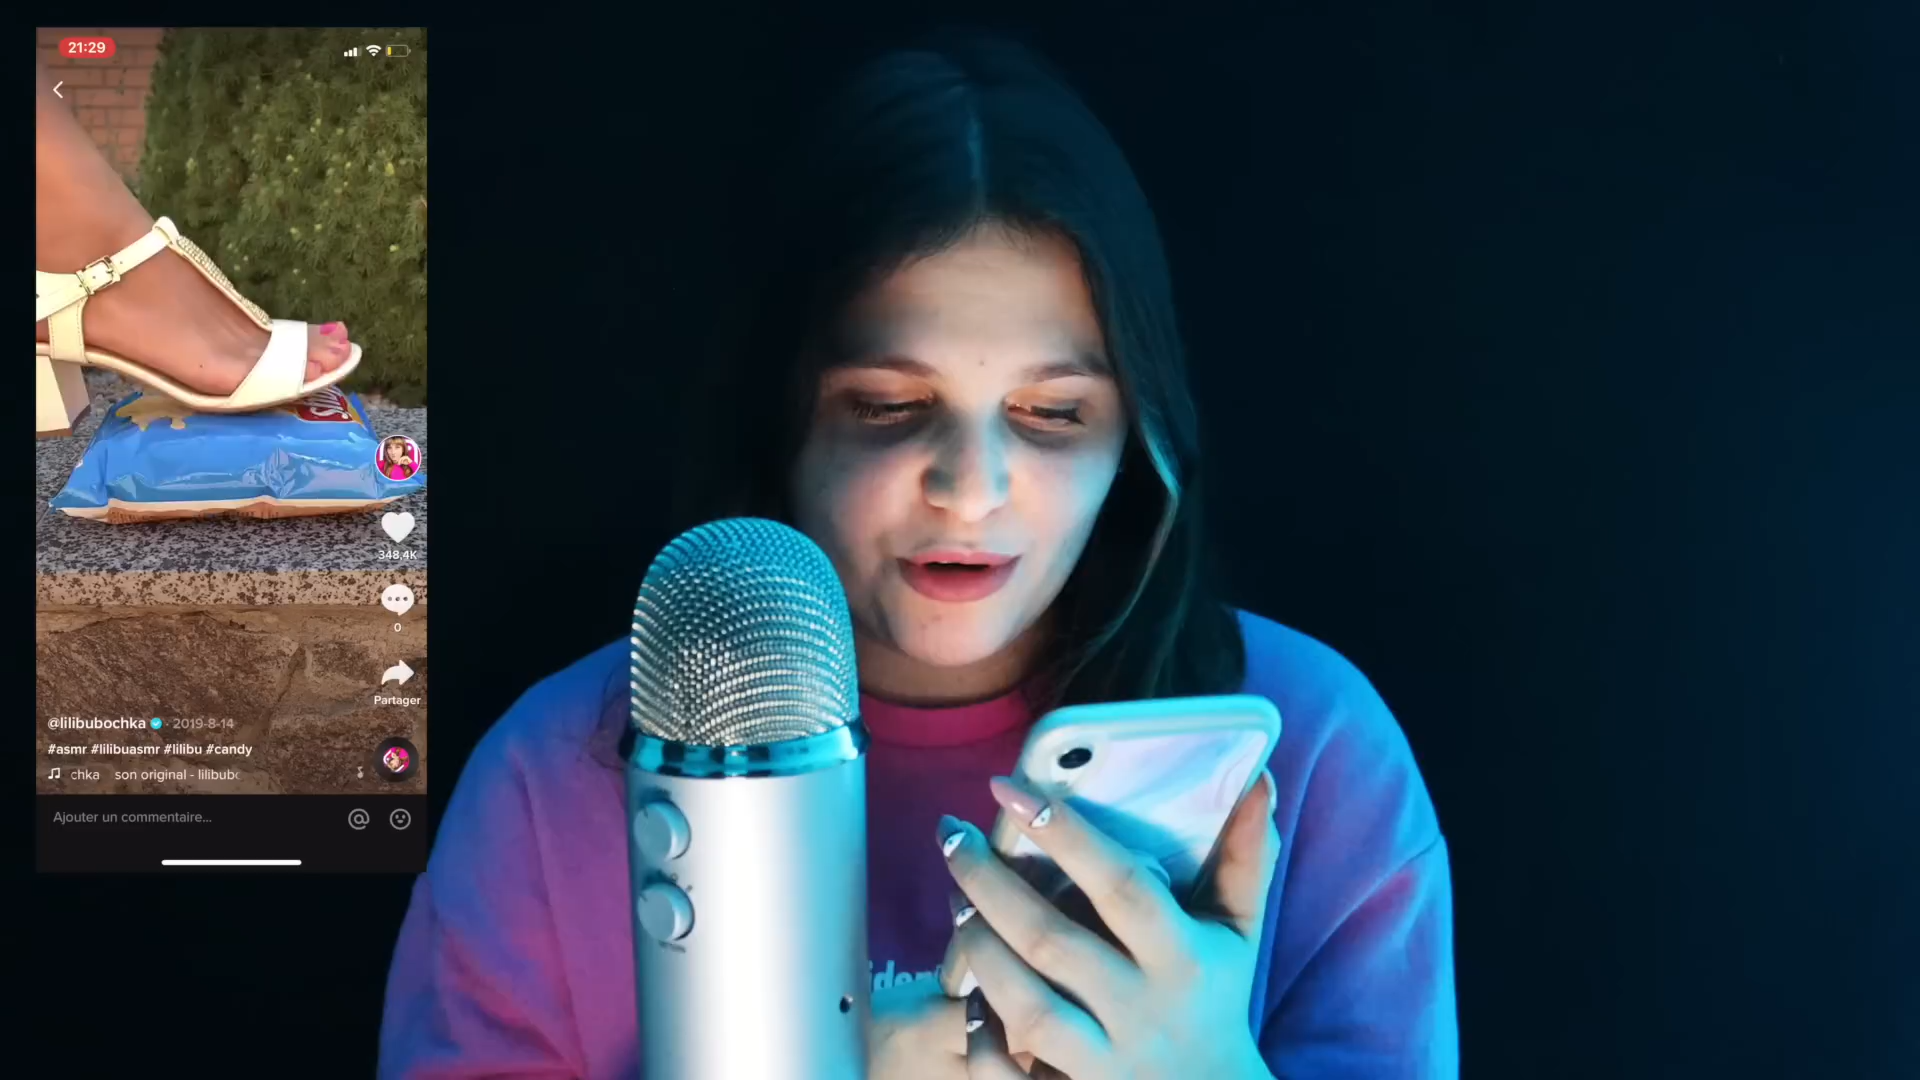 21:29
348,4K
0
Partager
@lilibubochka · 2019-8-14
#asmr #lilibuasmr #lilibu #candy
chka son original - lilibubc
Ajouter un commentaire...